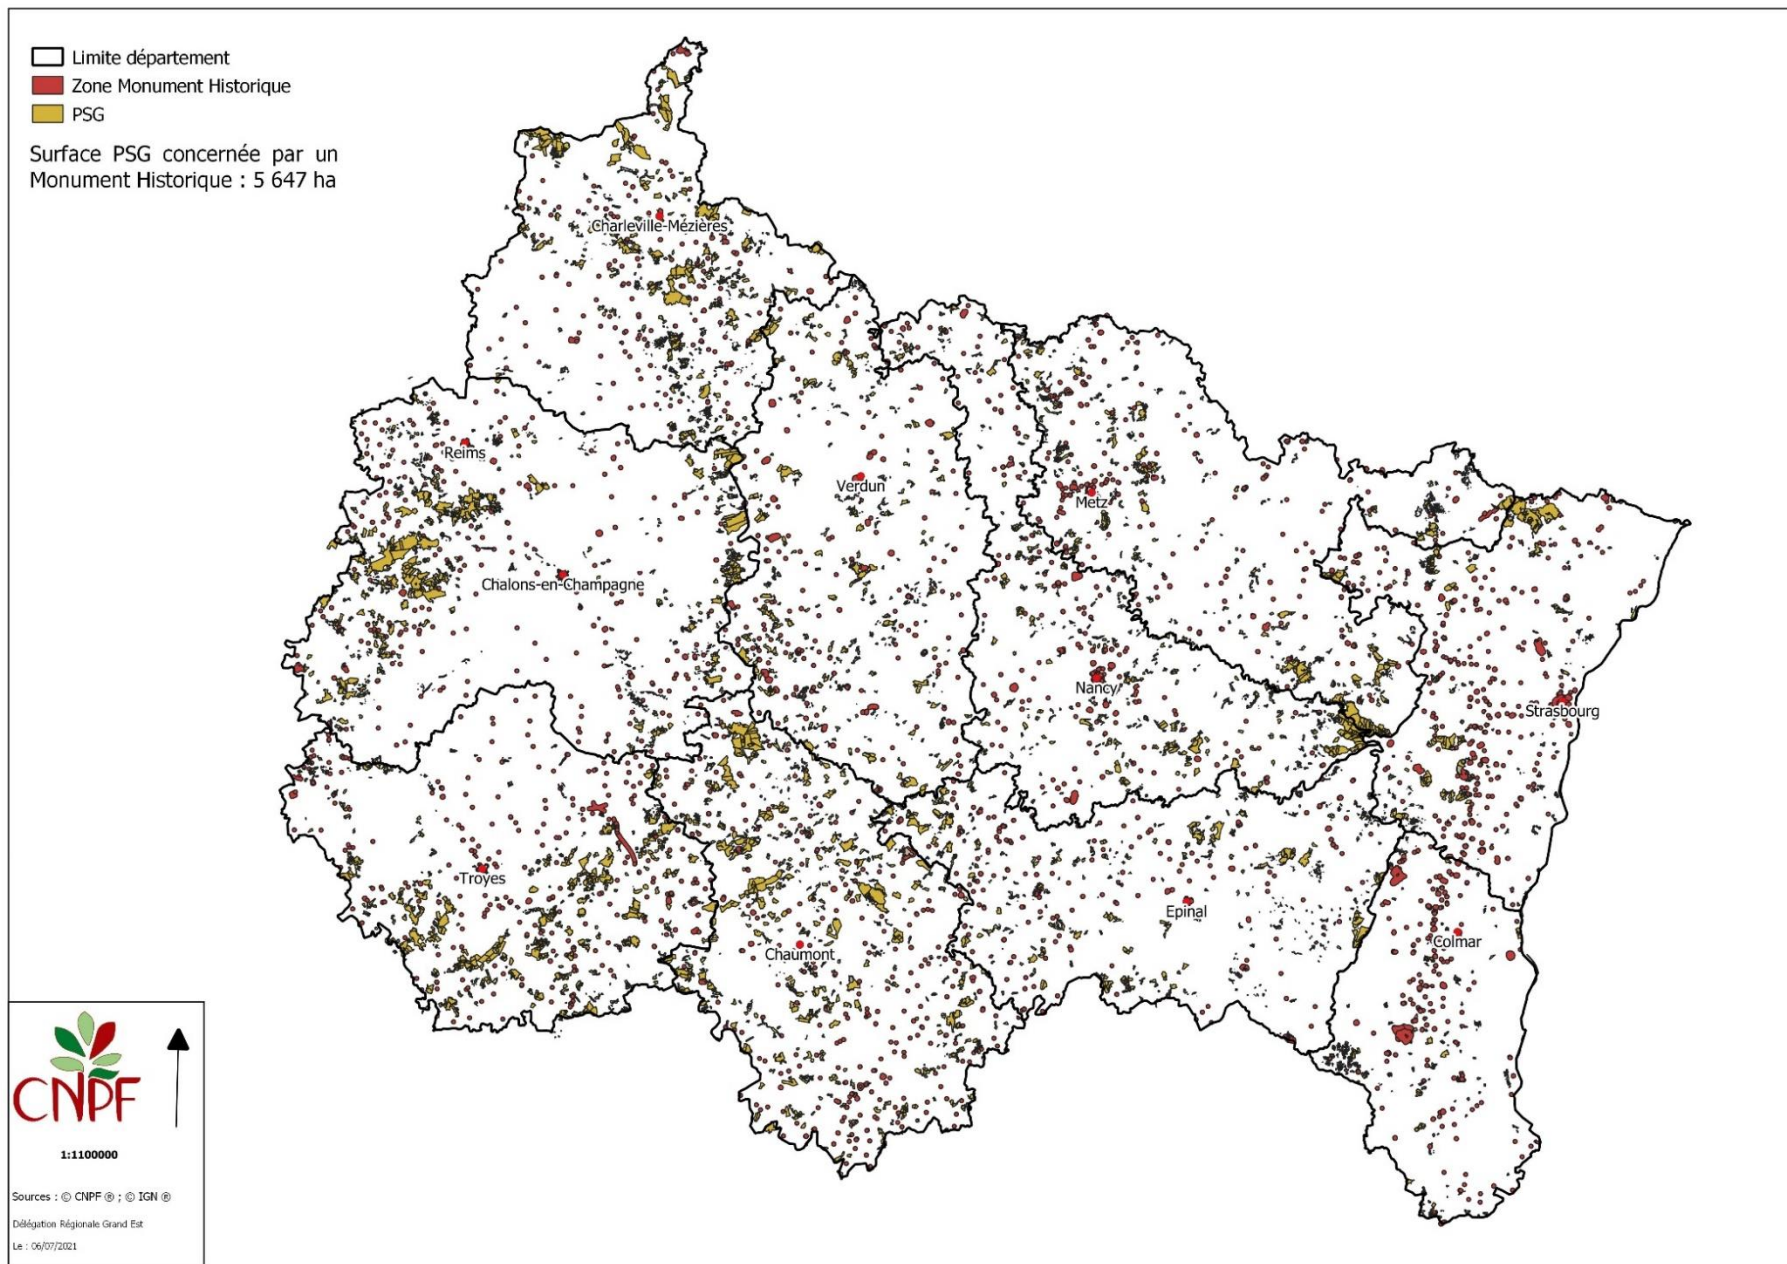 Limite département
Zone Monument Historique
PSG
Surface PSG concernée par un
Monument Historique : 5 647 ha
Charleville-Mézières
Reims
Verdun
Metz
Chalons-en-Champagne
Nancy
Strasbourg
Troyes
Epinal
Chaumont
Colmar
CNPF
1:1100000
Sources : © CNPF ® ; © IGN ®
Délégation Régionale Grand Est
Le : 06/07/2021